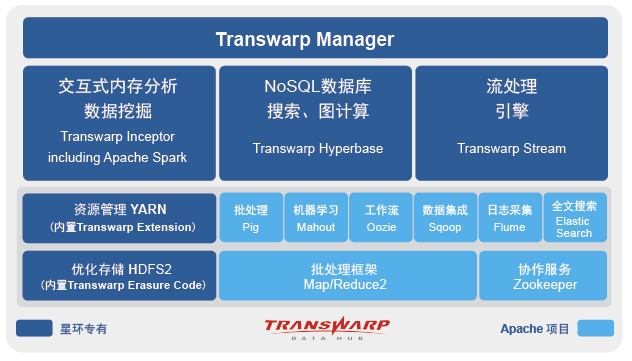 Transwarp Manager
交互式内存分析
数据挖掘
Transwarp Inceptor
including Apache Spark
NoSQL数据库
搜索、图计算
Transwarp Hyperbase
流处理
引擎
Transwarp Stream
资源管理 YARN
(内置Transwarp Extension)
批处理
Pig
机器学习
Mahout
工作流
Oozie
数据集成
Sqoop
日志采集
Flume
全文搜索
Elastic
Search
优化存储 HDFS2
(内置Transwarp Erasure Code)
批处理框架
Map/Reduce2
协作服务
Zookeeper
星环专有
TRANSWARP
DATA HUB
Apache 项目